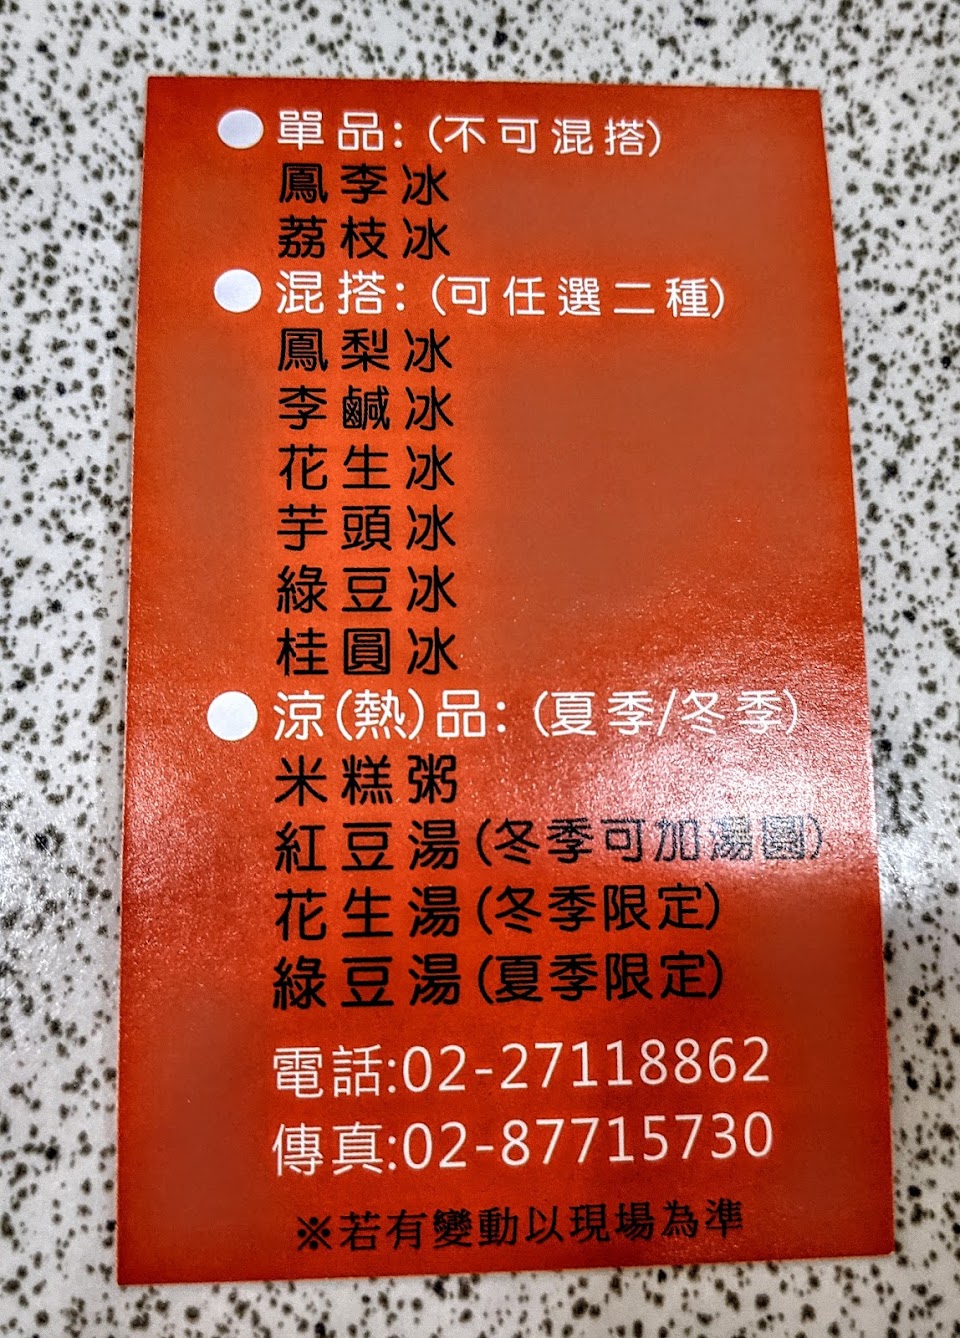 ●單品:(不可混搭)
鳳李冰
荔枝冰
●混搭:(可任選二種)
鳳梨冰
李鹹冰
花生冰
芋頭冰
綠豆冰
桂圓冰
●涼(熱)品:(夏季/冬季)
米糕粥
紅豆湯(冬季可加湯圓)
花生湯(冬季限定)
綠豆湯(夏季限定)
電話:02-27118862
傳真:02-87715730
※若有變動以現場為準